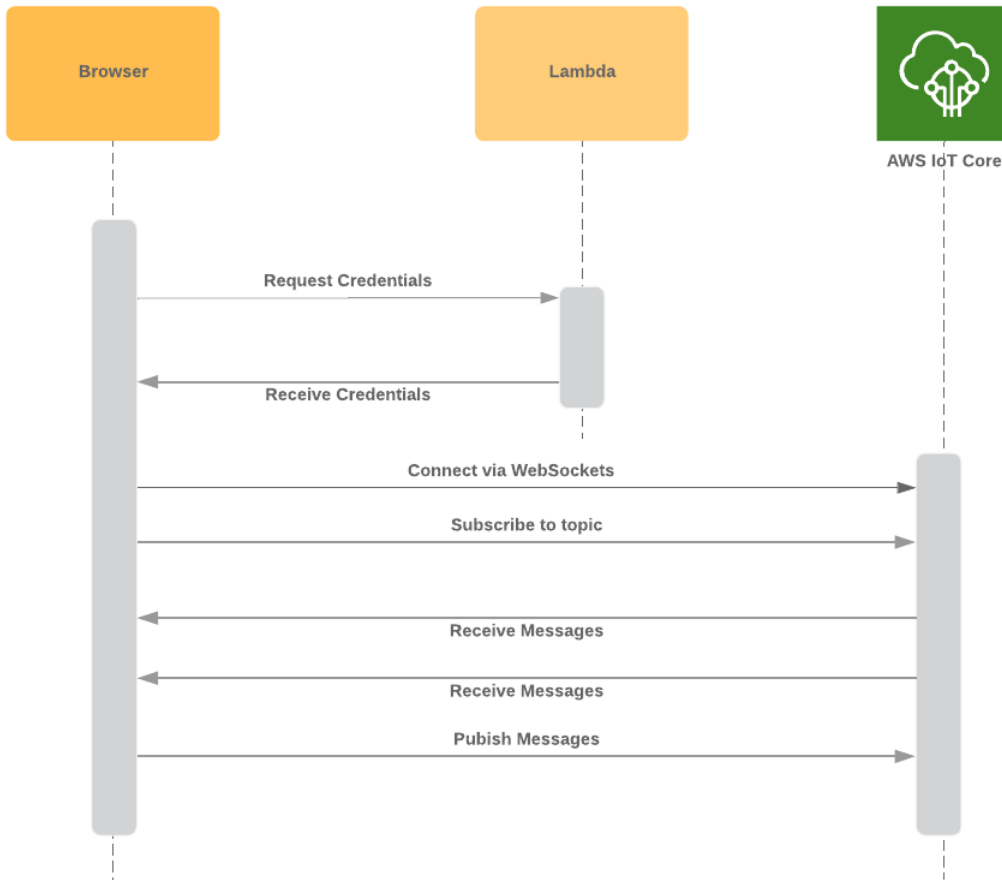 Browser
Lambda
AWS IoT Core
Request Credentials
Receive Credentials
Connect via WebSockets
Subscribe to topic
Receive Messages
Receive Messages
Pubish Messages